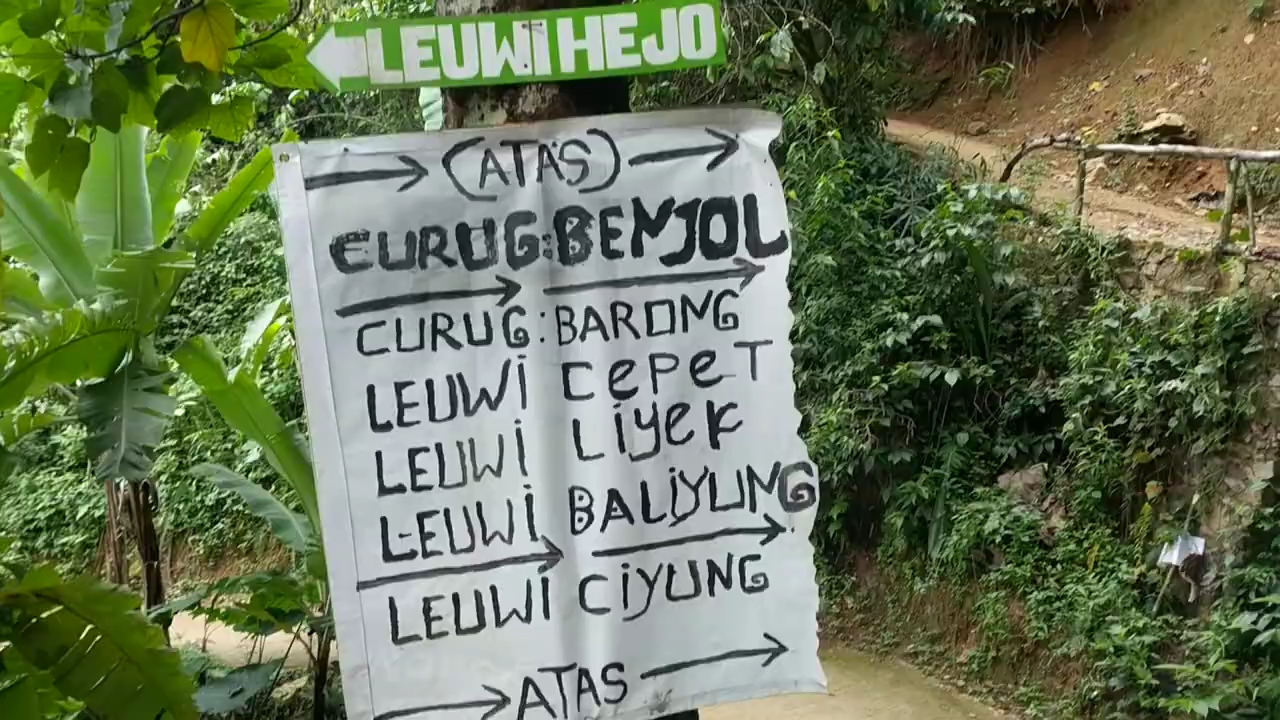 LEUWI HEJO
(ATAS)
CURUG:BENJOL
CURUG:BARONG
LEUWi CePeT
LEUWi LiyeK
LEUWi BALiYUNG
LEUWi CiYUNG
ATAS